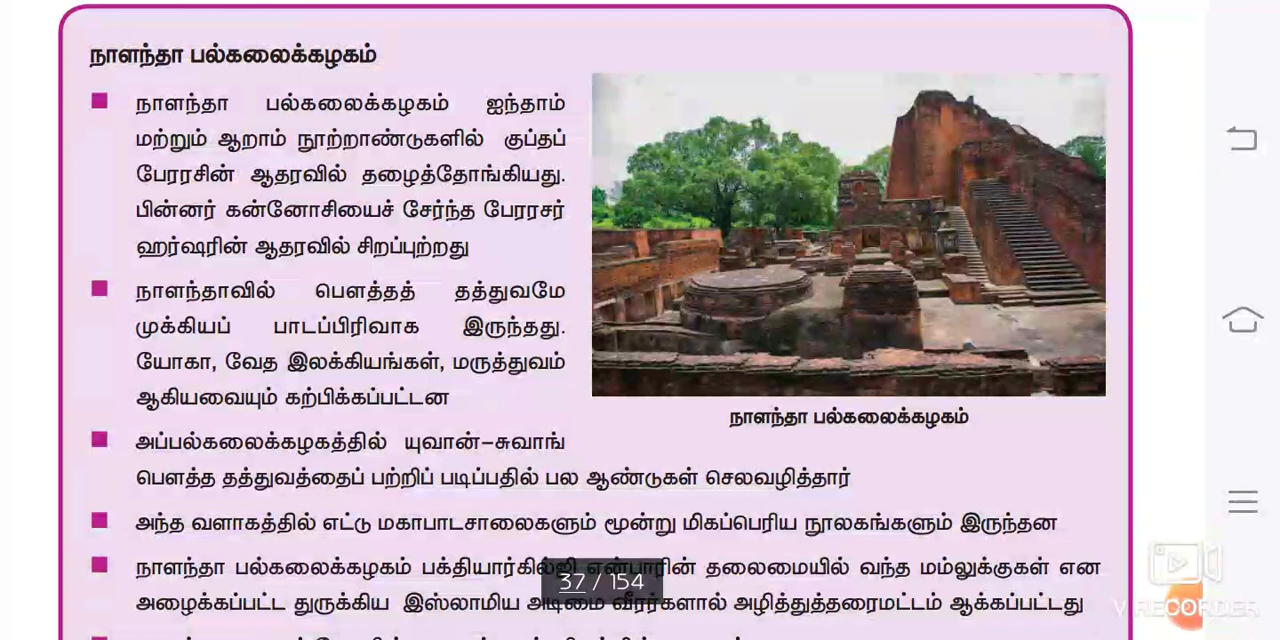 நாளந்தா பல்கலைக்கழகம்
நாளந்தா பல்கலைக்கழகம் ஐந்தாம்
மற்றும் ஆறாம் நூற்றாண்டுகளில் குப்தப்
பேரரசின் ஆதரவில் தழைத்தோங்கியது.
பின்னர் கன்னோசியைச் சேர்ந்த பேரரசர்
ஹர்ஷரின் ஆதரவில் சிறப்புற்றது
நாளந்தாவில் பௌத்தத் தத்துவமே
முக்கியப் பாடப்பிரிவாக இருந்தது.
யோகா, வேத இலக்கியங்கள், மருத்துவம்
ஆகியவையும் கற்பிக்கப்பட்டன
நாளந்தா பல்கலைக்கழகம்
அப்பல்கலைக்கழகத்தில் யுவான்–சுவாங்
பௌத்த தத்துவத்தைப் பற்றிப் படிப்பதில் பல ஆண்டுகள் செலவழித்தார்
அந்த வளாகத்தில் எட்டு மகாபாடசாலைகளும் மூன்று மிகப்பெரிய நூலகங்களும் இருந்தன
நாளந்தா பல்கலைக்கழகம் பக்தியார்கில்ஜி என்பாரின் தலைமையில் வந்த மம்லுக்குகள் என
37 / 154
அழைக்கப்பட்ட துருக்கிய இஸ்லாமிய அடிமை வீரர்களால் அழித்துத்தரைமட்டம் ஆக்கப்பட்டது
V RECORDER